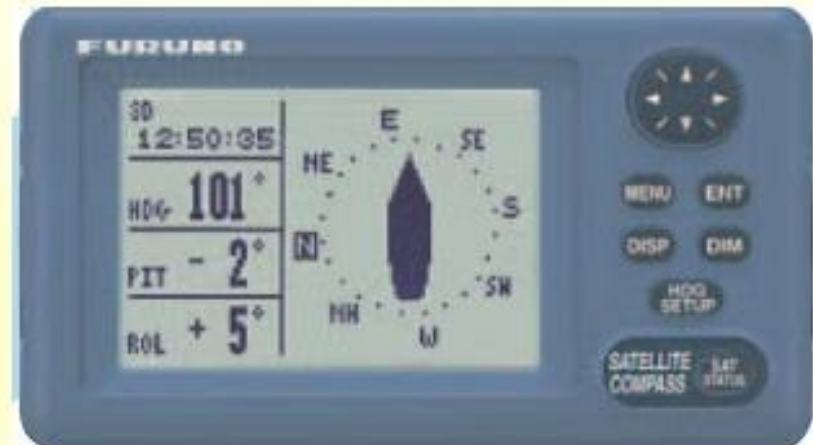 FURUNO
3D
12:50:35
HDG 101°
PIT - 2°
ROL + 5°
E
SE
S
SW
W
NW
N
NE
MENU
ENT
DISP
DIM
HDG
SETUP
SATELLITE
COMPASS
SAT
STATUS